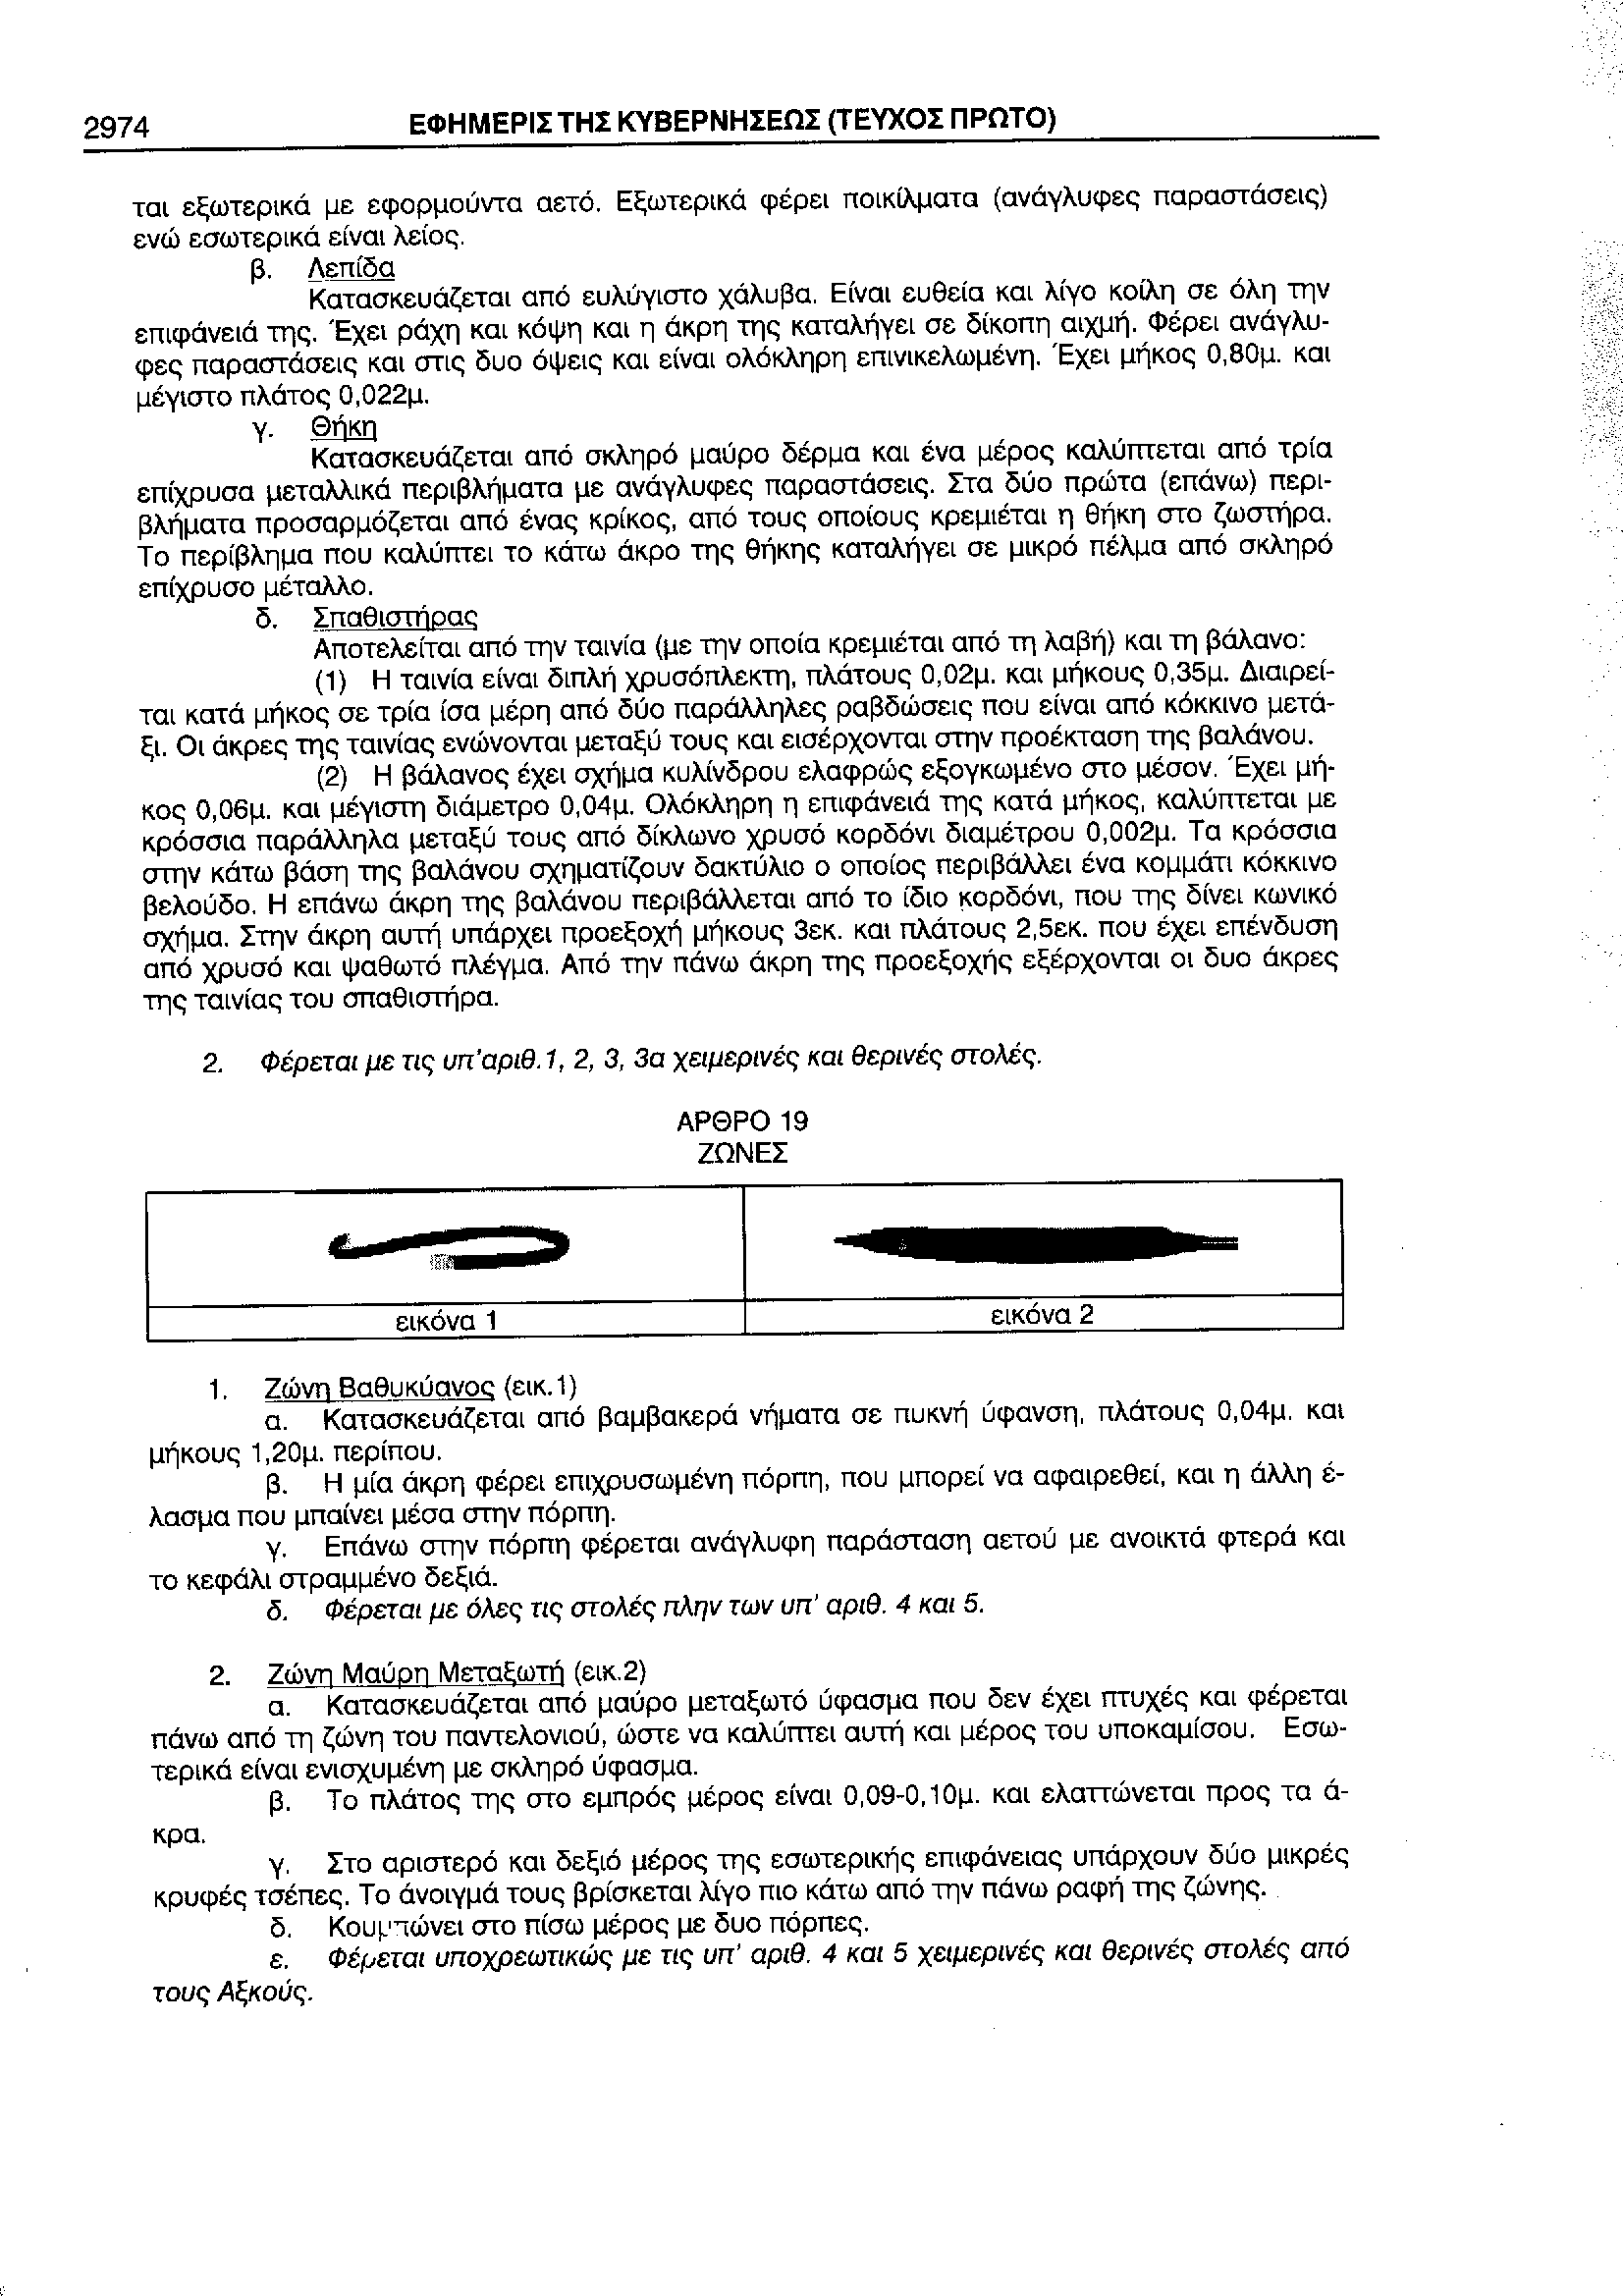 2974 ΕΦΗΜΕΡΙΣ ΤΗΣ ΚΥΒΕΡΝΗΣΕΩΣ (ΤΕΥΧΟΣ ΠΡΩΤΟ)
ται εξωτερικά με εφορμούντα αετό. Εξωτερικά φέρει ποικίλματα (ανάγλυφες παραστάσεις)
ενώ εσωτερικά είναι λείος.
β. Λεπίδα
Κατασκευάζεται από ευλύγιστο χάλυβα. Είναι ευθεία και λίγο κοίλη σε όλη την
επιφάνειά της. Έχει ράχη και κόψη και η άκρη της καταλήγει σε δίκοπη αιχμή. Φέρει ανάγλυ-
φες παραστάσεις και στις δυο όψεις και είναι ολόκληρη επινικελωμένη. Έχει μήκος 0,80μ. και
μέγιστο πλάτος 0,022μ.
γ. Θήκη
Κατασκευάζεται από σκληρό μαύρο δέρμα και ένα μέρος καλύπτεται από τρία
επίχρυσα μεταλλικά περιβλήματα με ανάγλυφες παραστάσεις. Στα δύο πρώτα (επάνω) περι-
βλήματα προσαρμόζεται από ένας κρίκος, από τους οποίους κρεμιέται η θήκη στο ζωστήρα.
Το περίβλημα που καλύπτει το κάτω άκρο της θήκης καταλήγει σε μικρό πέλμα από σκληρό
επίχρυσο μέταλλο.
δ. Σπαθιστήρας
Αποτελείται από την ταινία (με την οποία κρεμιέται από τη λαβή) και τη βάλανο:
(1) Η ταινία είναι διπλή χρυσόπλεκτη, πλάτους 0,02μ. και μήκους 0,35μ. Διαιρεί-
ται κατά μήκος σε τρία ίσα μέρη από δύο παράλληλες ραβδώσεις που είναι από κόκκινο μετά-
ξι. Οι άκρες της ταινίας ενώνονται μεταξύ τους και εισέρχονται στην προέκταση της βαλάνου.
(2) Η βάλανος έχει σχήμα κυλίνδρου ελαφρώς εξογκωμένο στο μέσον. Έχει μή-
κος 0,06μ. και μέγιστη διάμετρο 0,04μ. Ολόκληρη η επιφάνειά της κατά μήκος, καλύπτεται με
κρόσσια παράλληλα μεταξύ τους από δίκλωνο χρυσό κορδόνι διαμέτρου 0,002μ. Τα κρόσσια
στην κάτω βάση της βαλάνου σχηματίζουν δακτύλιο ο οποίος περιβάλλει ένα κομμάτι κόκκινο
βελούδο. Η επάνω άκρη της βαλάνου περιβάλλεται από το ίδιο κορδόνι, που της δίνει κωνικό
σχήμα. Στην άκρη αυτή υπάρχει προεξοχή μήκους 3εκ. και πλάτους 2,5εκ. που έχει επένδυση
από χρυσό και ψαθωτό πλέγμα. Από την πάνω άκρη της προεξοχής εξέρχονται οι δυο άκρες
της ταινίας του σπαθιστήρα.
2. Φέρεται με τις υπ'αριθ.1, 2, 3, 3α χειμερινές και θερινές στολές.
ΑΡΘΡΟ 19
ΖΩΝΕΣ
εικόνα 1 εικόνα 2
1. Ζώνη Βαθυκύανος (εικ.1)
α. Κατασκευάζεται από βαμβακερά νήματα σε πυκνή ύφανση, πλάτους 0,04μ. και
μήκους 1,20μ. περίπου.
β. Η μία άκρη φέρει επιχρυσωμένη πόρπη, που μπορεί να αφαιρεθεί, και η άλλη έ-
λασμα που μπαίνει μέσα στην πόρπη.
γ. Επάνω στην πόρπη φέρεται ανάγλυφη παράσταση αετού με ανοικτά φτερά και
το κεφάλι στραμμένο δεξιά.
δ. Φέρεται με όλες τις στολές πλην των υπ' αριθ. 4 και 5.
2. Ζώνη Μαύρη Μεταξωτή (εικ.2)
α. Κατασκευάζεται από μαύρο μεταξωτό ύφασμα που δεν έχει πτυχές και φέρεται
πάνω από τη ζώνη του παντελονιού, ώστε να καλύπτει αυτή και μέρος του υποκαμίσου. Εσω-
τερικά είναι ενισχυμένη με σκληρό ύφασμα.
β. Το πλάτος της στο εμπρός μέρος είναι 0,09-0,10μ. και ελαττώνεται προς τα ά-
κρα.
γ. Στο αριστερό και δεξιό μέρος της εσωτερικής επιφάνειας υπάρχουν δύο μικρές
κρυφές τσέπες. Το άνοιγμά τους βρίσκεται λίγο πιο κάτω από την πάνω ραφή της ζώνης.
δ. Κουμπώνει στο πίσω μέρος με δυο πόρπες.
ε. Φέρεται υποχρεωτικώς με τις υπ' αριθ. 4 και 5 χειμερινές και θερινές στολές από
τους Αξκούς.